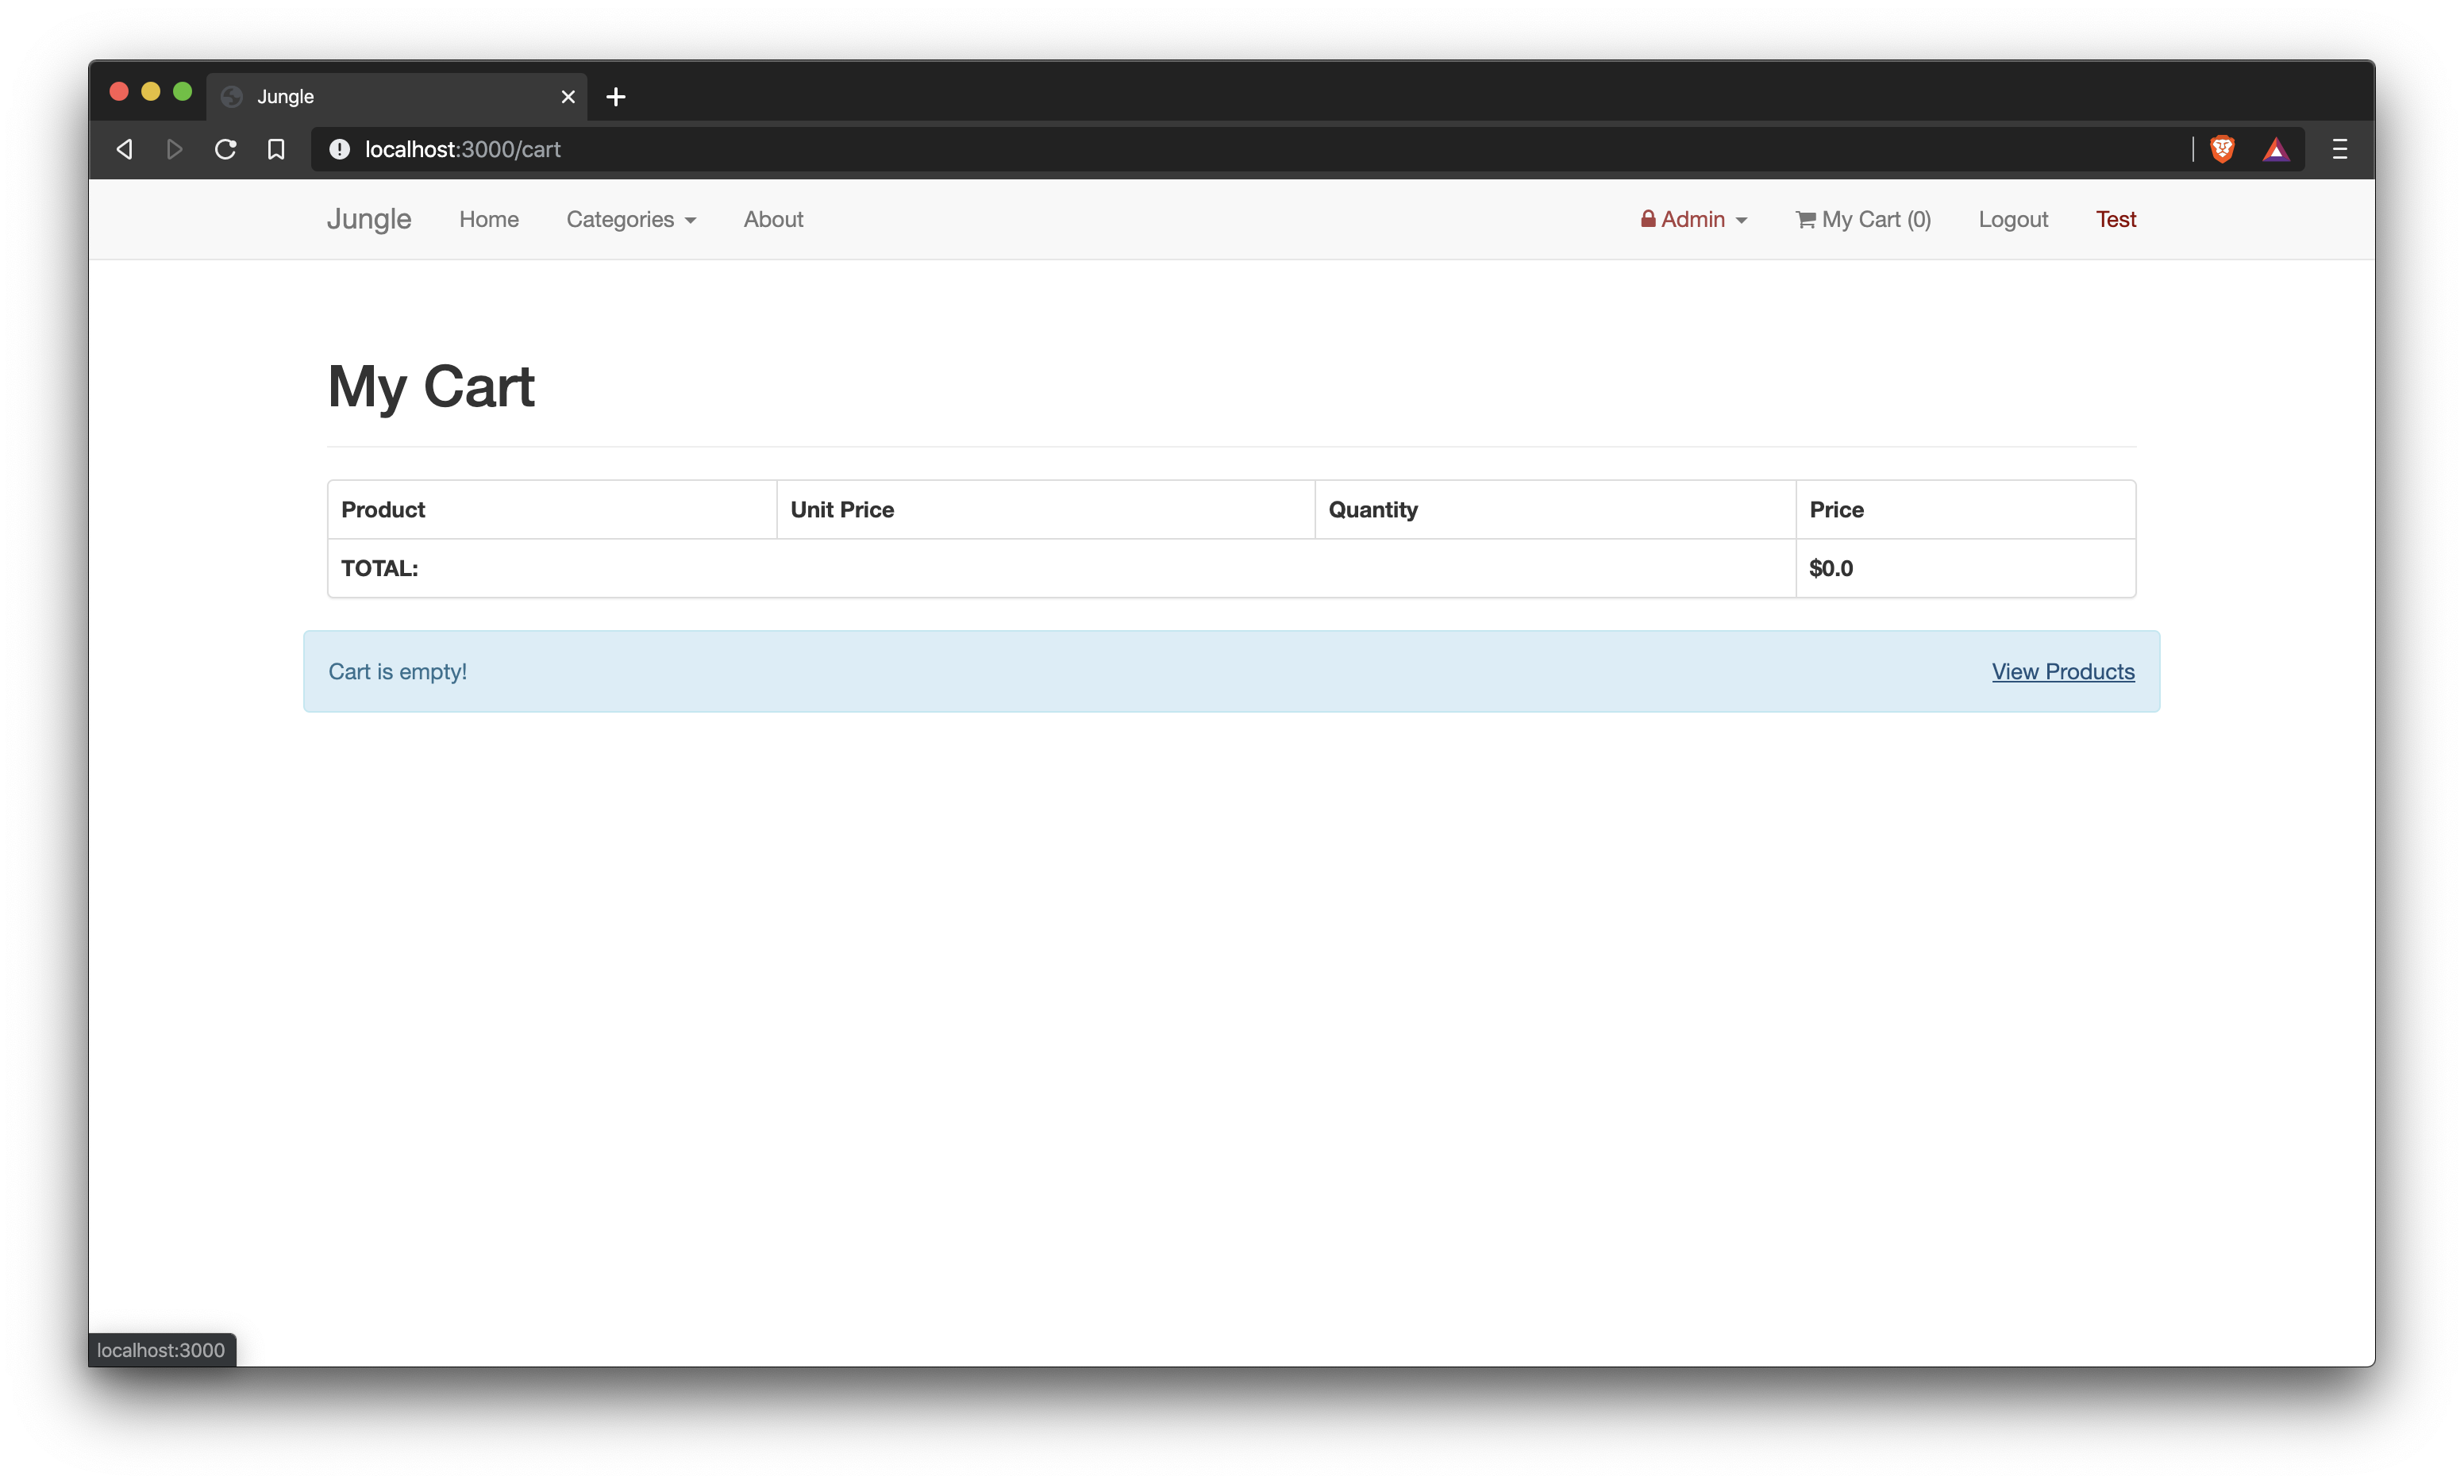 Jungle
localhost:3000/cart
Jungle Home Categories About Admin My Cart (0) Logout Test
My Cart
Product Unit Price Quantity Price
TOTAL: $0.0
Cart is empty! View Products
localhost:3000